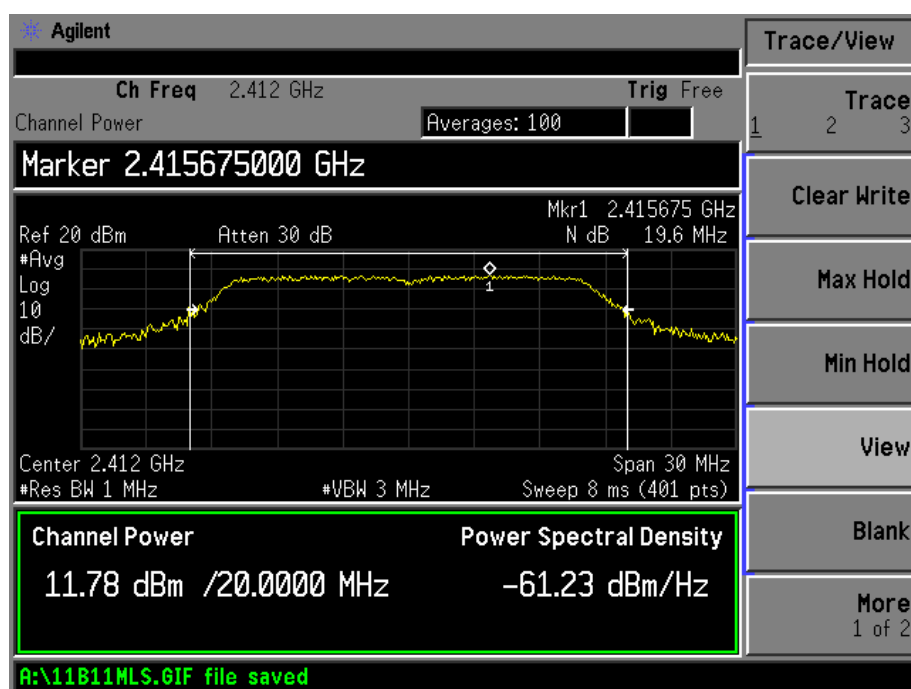 Agilent
Trace/View
Ch Freq 2.412 GHz Trig Free
Channel Power Averages: 100
Trace
1 2 3
Marker 2.415675000 GHz
Clear Write
Mkr1 2.415675 GHz
Ref 20 dBm Atten 30 dB N dB 19.6 MHz
#Avg
Log
10
dB/
1
Max Hold
Min Hold
View
Center 2.412 GHz Span 30 MHz
#Res BW 1 MHz #VBW 3 MHz Sweep 8 ms (401 pts)
Channel Power Power Spectral Density
11.78 dBm /20.0000 MHz -61.23 dBm/Hz
Blank
More
1 of 2
A:\11B11MLS.GIF file saved